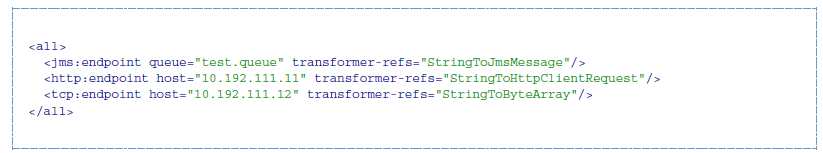 <all>
<jms:endpoint queue="test.queue" transformer-refs="StringToJmsMessage"/>
<http:endpoint host="10.192.111.11" transformer-refs="StringToHttpClientRequest"/>
<tcp:endpoint host="10.192.111.12" transformer-refs="StringToByteArray"/>
</all>